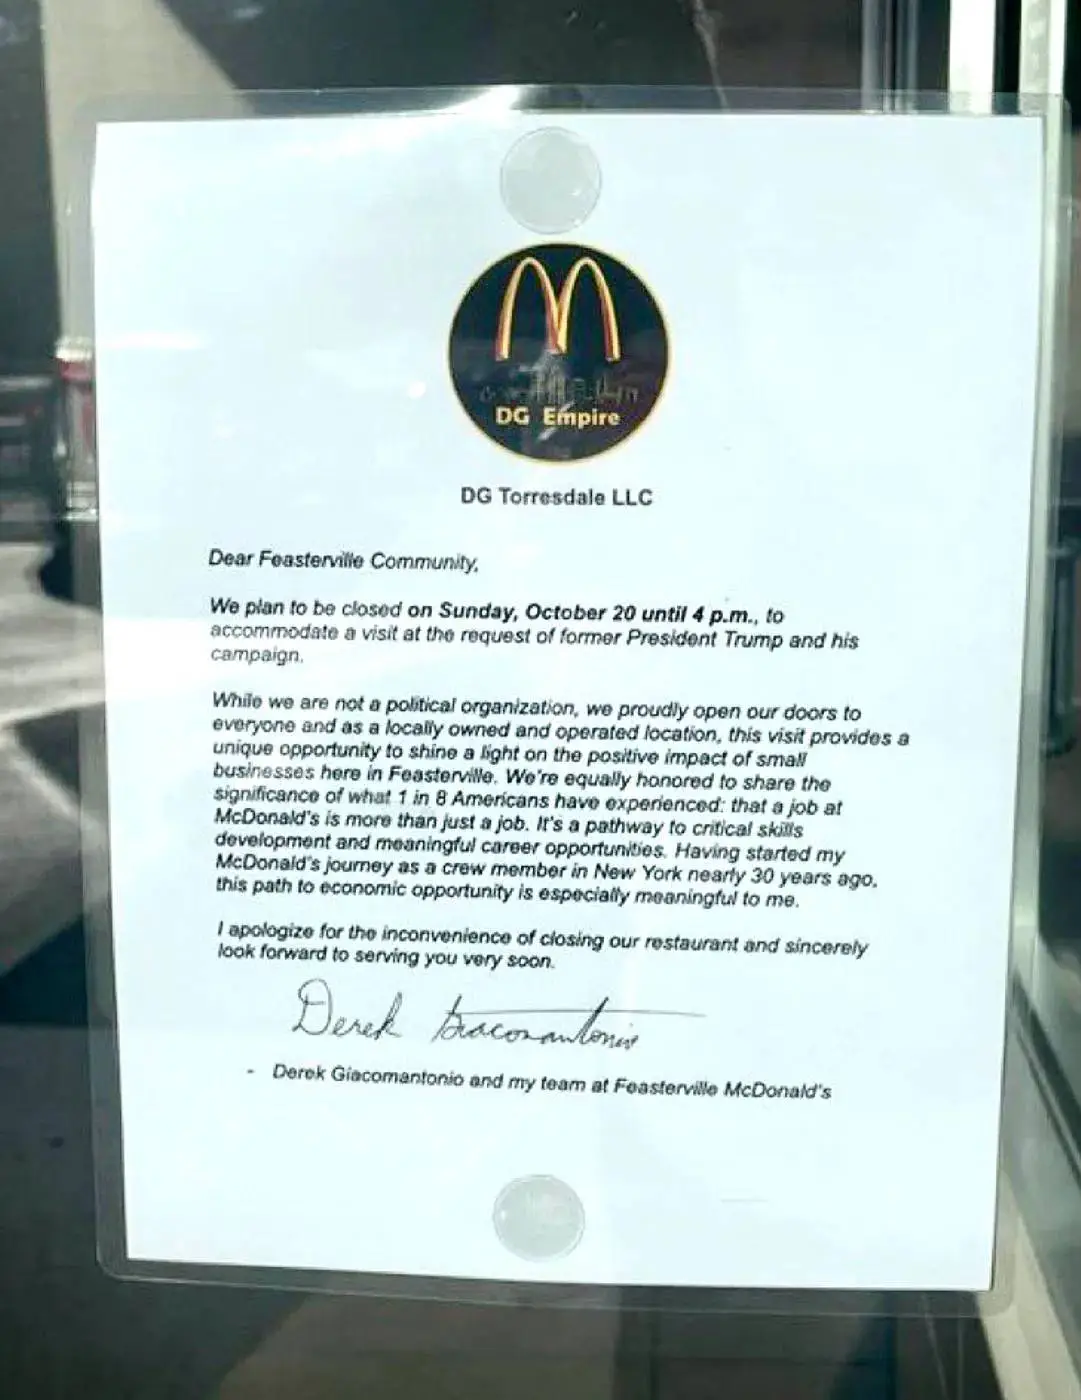 DG Empire
DG Torresdale LLC
Dear Feasterville Community,
We plan to be closed on Sunday, October 20 until 4 p.m., to
accommodate a visit at the request of former President Trump and his
campaign.
While we are not a political organization, we proudly open our doors to
everyone and as a locally owned and operated location, this visit provides a
unique opportunity to shine a light on the positive impact of small
businesses here in Feasterville. We're equally honored to share the
significance of what 1 in 8 Americans have experienced: that a job at
McDonald's is more than just a job. It's a pathway to critical skills
development and meaningful career opportunities. Having started my
McDonald's journey as a crew member in New York nearly 30 years ago,
this path to economic opportunity is especially meaningful to me.
I apologize for the inconvenience of closing our restaurant and sincerely
look forward to serving you very soon.
Derek Giacomantonio
- Derek Giacomantonio and my team at Feasterville McDonald's